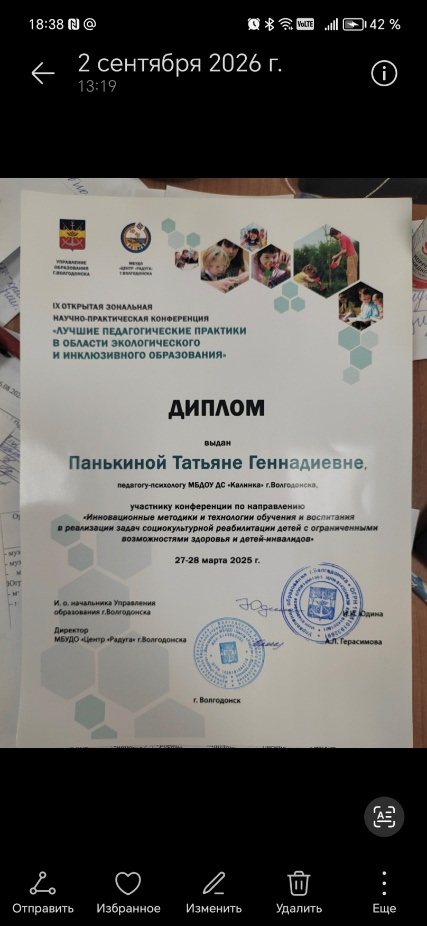 18:38
42 %
2 сентября 2026 г.
13:19
УПРАВЛЕНИЕ
ОБРАЗОВАНИЯ
Г.ВОЛГОДОНСКА
МБУДО
«ЦЕНТР «РАДУГА»
Г.ВОЛГОДОНСКА
IX ОТКРЫТАЯ ЗОНАЛЬНАЯ
НАУЧНО-ПРАКТИЧЕСКАЯ КОНФЕРЕНЦИЯ
«ЛУЧШИЕ ПЕДАГОГИЧЕСКИЕ ПРАКТИКИ
В ОБЛАСТИ ЭКОЛОГИЧЕСКОГО
И ИНКЛЮЗИВНОГО ОБРАЗОВАНИЯ»
ДИПЛОМ
выдан
Панькиной Татьяне Геннадиевне,
педагогу-психологу МБДОУ ДС «Калинка» г.Волгодонска,
участнику конференции по направлению
«Инновационные методики и технологии обучения и воспитания
в реализации задач социокультурной реабилитации детей с ограниченными
возможностями здоровья и детей-инвалидов»
27-28 марта 2025 г.
И. о. начальника Управления
образования г.Волгодонска
Юдина
Директор
МБУДО «Центр «Радуга» г.Волгодонска
А.Л. Герасимова
г. Волгодонск
Отправить
Избранное
Изменить
Удалить
Еще